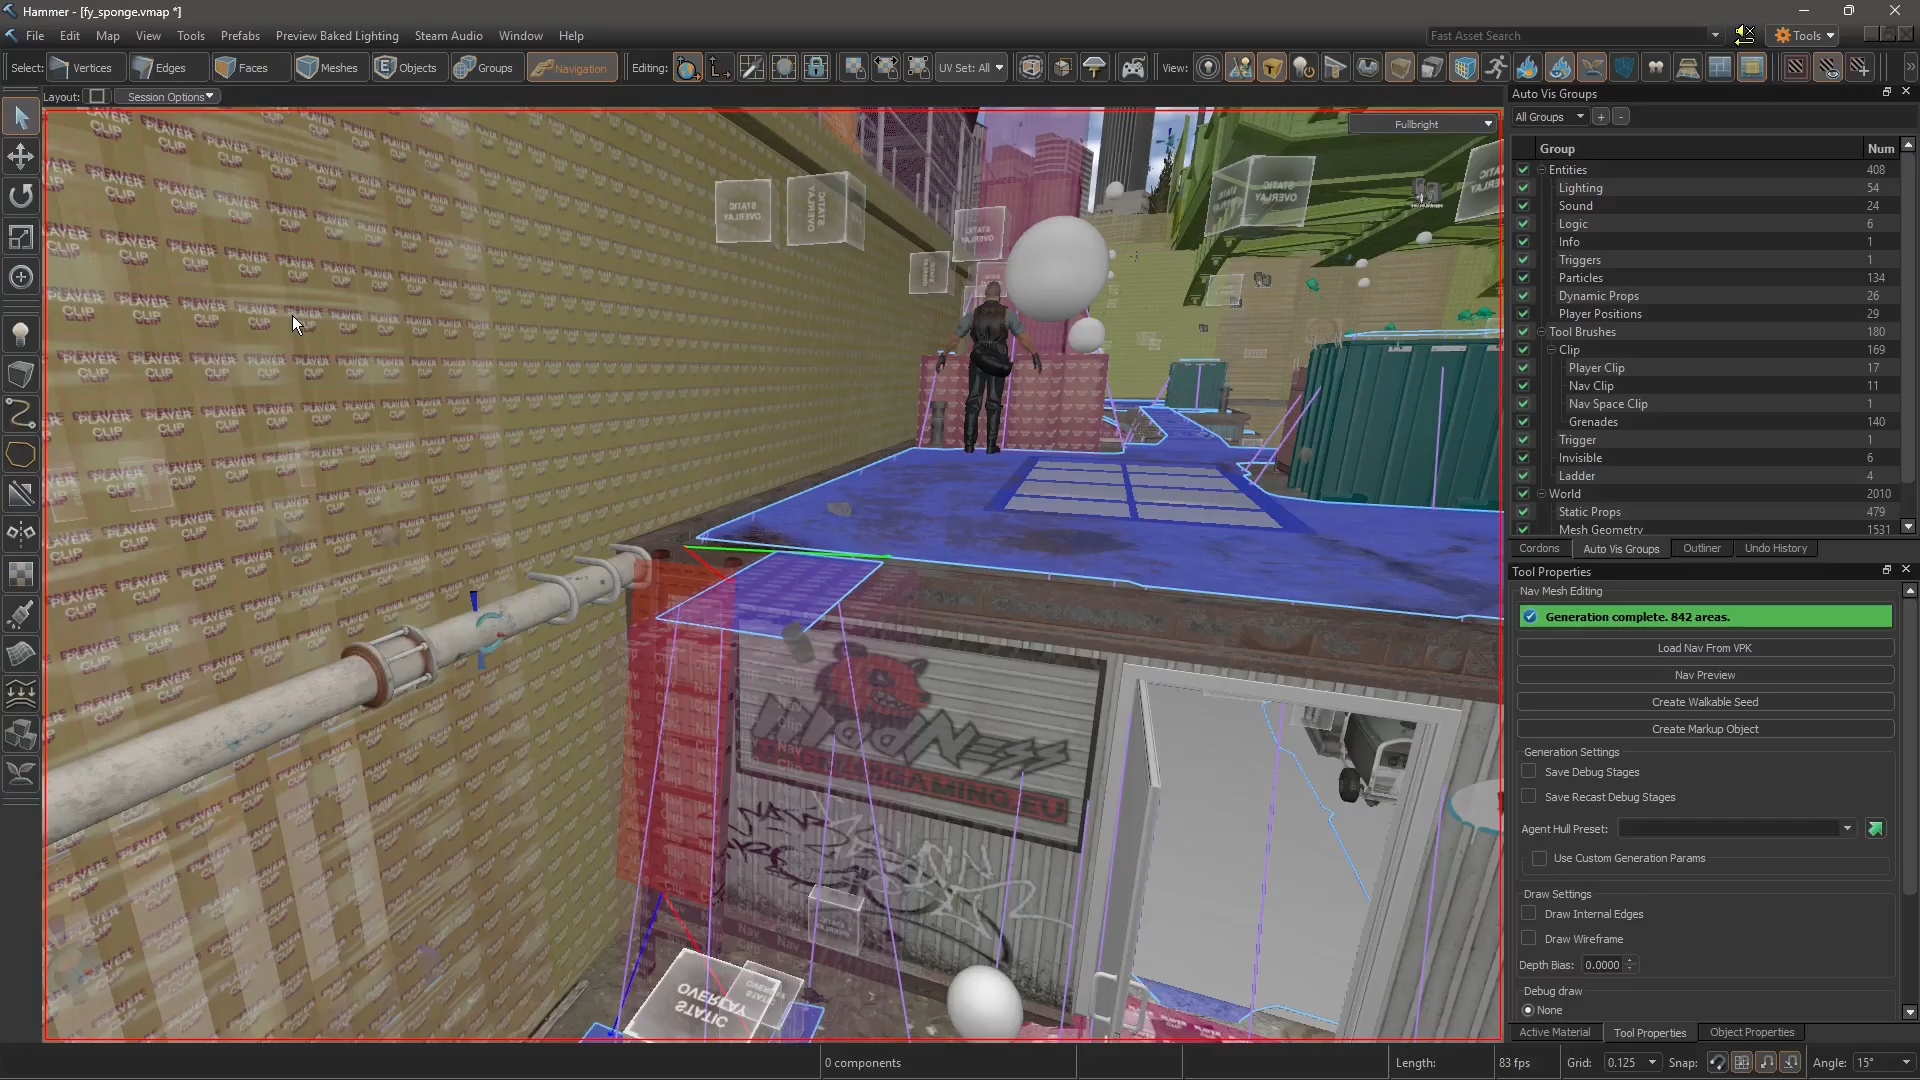 Hammer - [fy_sponge.vmap *]
File Edit Map View Tools Prefabs Preview Baked Lighting Steam Audio Window Help
Fast Asset Search
Tools
Select: Vertices Edges Faces Meshes Objects Groups Navigation Editing: UV Set: All View:
Layout: Session Options
Fullbright
Auto Vis Groups
All Groups + -
Group Num
Entities 408
Lighting 54
Sound 24
Logic 6
Info 1
Triggers 1
Particles 134
Dynamic Props 26
Player Positions 29
Tool Brushes 180
Clip 169
Player Clip 17
Nav Clip 11
Nav Space Clip 1
Grenades 140
Trigger 1
Invisible 6
Ladder 4
World 2010
Static Props 479
Mesh Geometry 1531
Cordons Auto Vis Groups Outliner Undo History
Tool Properties
Nav Mesh Editing
Generation complete. 842 areas.
Load Nav From VPK
Nav Preview
Create Walkable Seed
Create Markup Object
Generation Settings
Save Debug Stages
Save Recast Debug Stages
Agent Hull Preset:
Use Custom Generation Params
Draw Settings
Draw Internal Edges
Draw Wireframe
Depth Bias: 0.0000
Debug draw
None
Active Material Tool Properties Object Properties
0 components Length: 83 fps Grid: 0.125 Snap: Angle: 15°
PLAYER CLIP
GRENADE CLIP
STATIC OVERLAY
Nav Clip